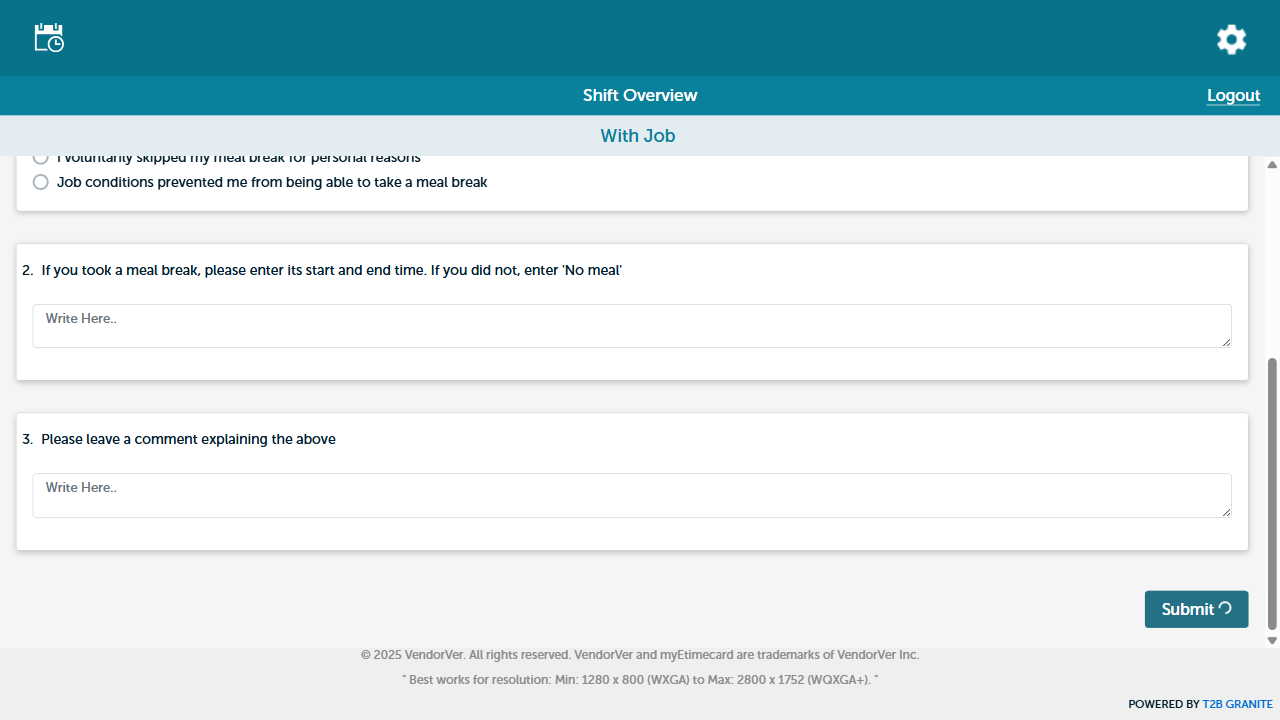 Shift Overview
Logout
With Job
I voluntarily skipped my meal break for personal reasons
Job conditions prevented me from being able to take a meal break
2. If you took a meal break, please enter its start and end time. If you did not, enter 'No meal'
Write Here..
3. Please leave a comment explaining the above
Write Here..
Submit
© 2025 VendorVer. All rights reserved. VendorVer and myEtimecard are trademarks of VendorVer Inc.
" Best works for resolution: Min: 1280 x 800 (WXGA) to Max: 2800 x 1752 (WQXGA+). "
POWERED BY T2B GRANITE